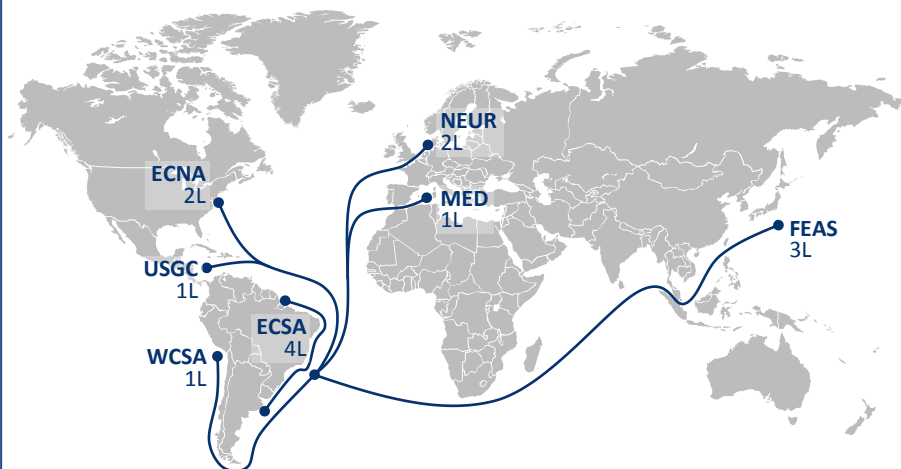 NEUR
2L
ECNA
2L
MED
1L
FEAS
3L
USGC
1L
ECSA
4L
WCSA
1L